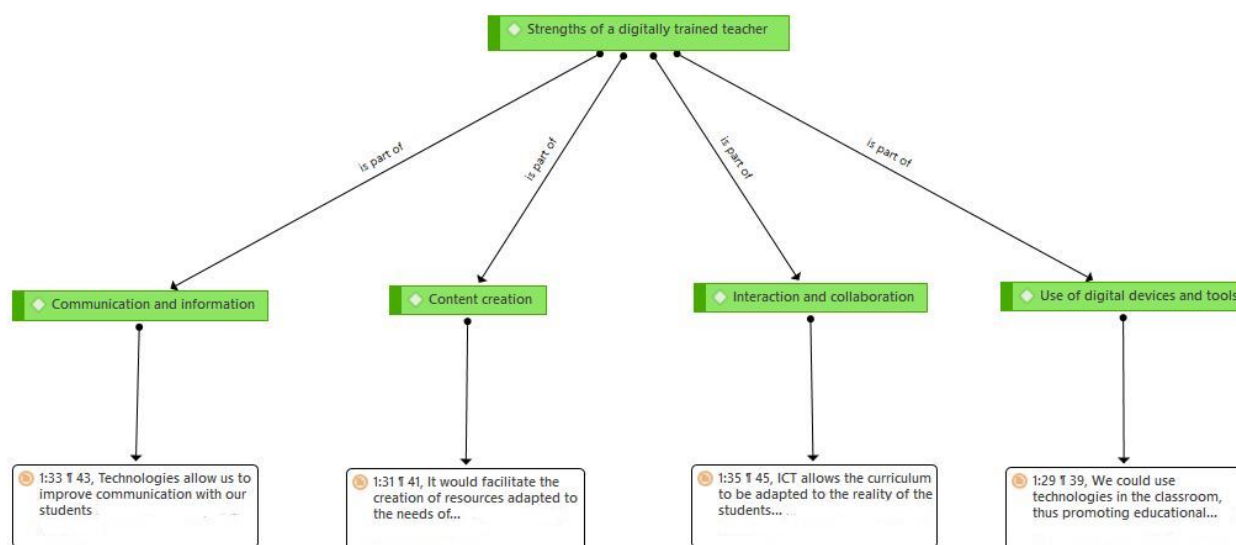 Strengths of a digitally trained teacher
is part of
is part of
is part of
is part of
Communication and information
Content creation
Interaction and collaboration
Use of digital devices and tools
1:33 ¶ 43, Technologies allow us to
improve communication with our
students
1:31 ¶ 41, It would facilitate the
creation of resources adapted to
the needs of...
1:35 ¶ 45, ICT allows the curriculum
to be adapted to the reality of the
students...
1:29 ¶ 39, We could use
technologies in the classroom,
thus promoting educational...